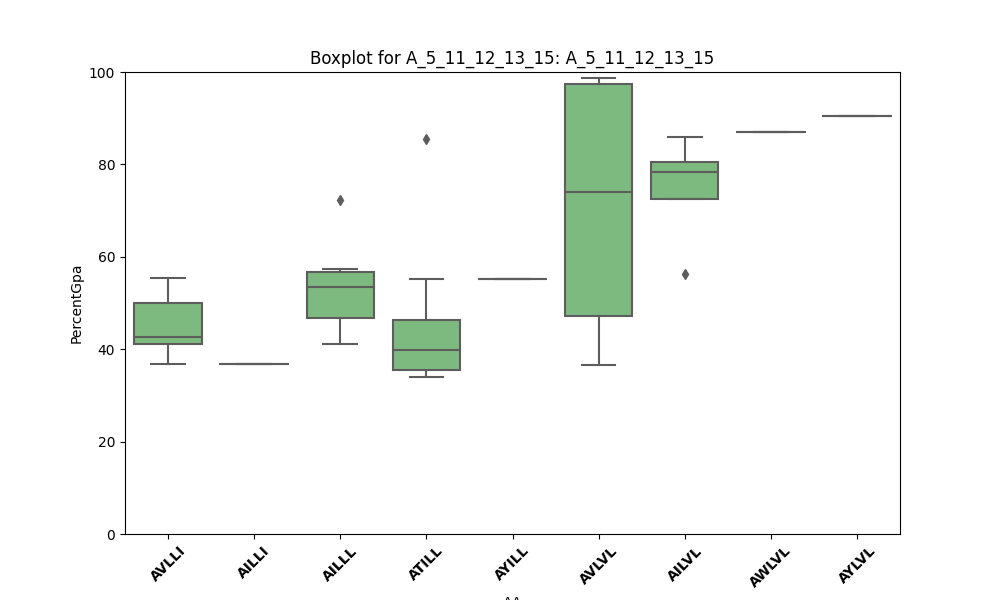 Boxplot for A_5_11_12_13_15: A_5_11_12_13_15
100
80
60
40
20
0
PercentGpa
AVLLI
AILLI
AILLL
ATILL
AYILL
AVLVL
AILVL
AWLVL
AYLVL